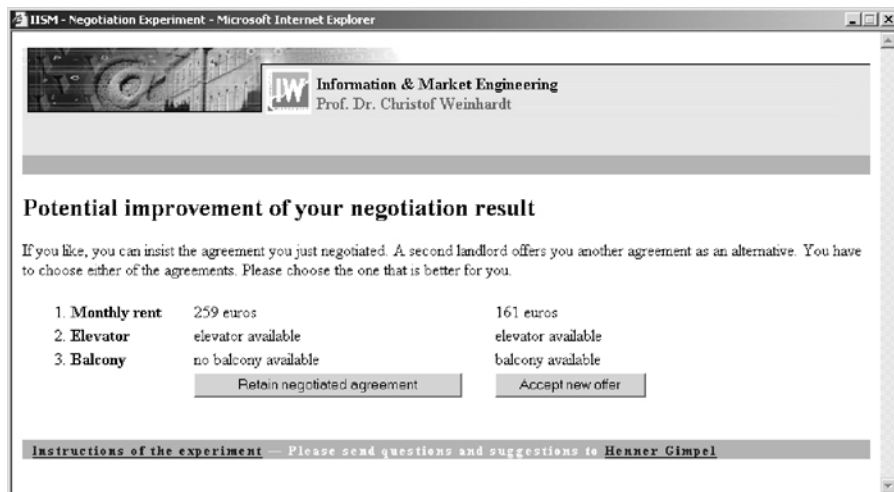 IISM - Negotiation Experiment - Microsoft Internet Explorer
IW
Information & Market Engineering
Prof. Dr. Christof Weinhardt
Potential improvement of your negotiation result
If you like, you can insist the agreement you just negotiated. A second landlord offers you another agreement as an alternative. You have
to choose either of the agreements. Please choose the one that is better for you.
1. Monthly rent 259 euros 161 euros
2. Elevator elevator available elevator available
3. Balcony no balcony available balcony available
Retain negotiated agreement Accept new offer
Instructions of the experiment — Please send questions and suggestions to Henner Gimpel